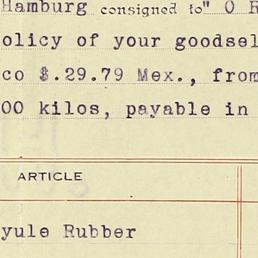 Hamburg consigned to" O R
olicy of your goodsel
co $.29.79 Mex., from
00 kilos, payable in
ARTICLE
yule Rubber